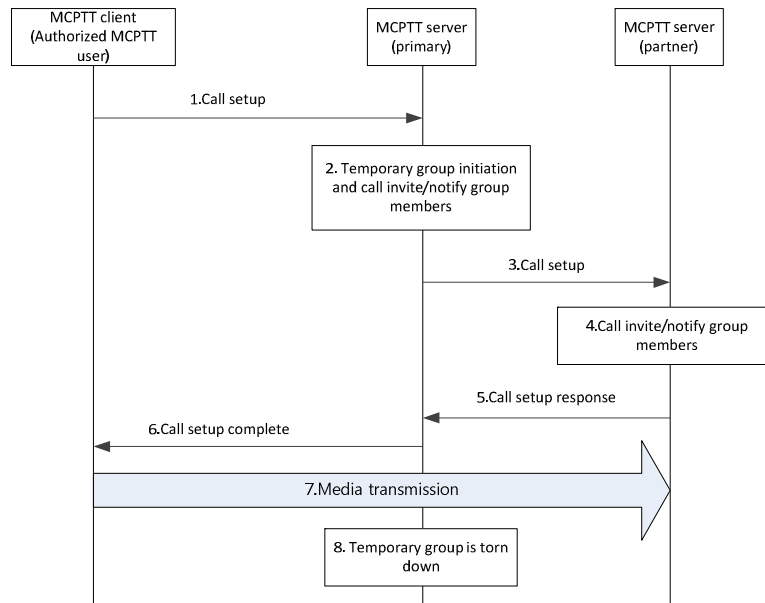 MCPTT client
(Authorized MCPTT
user)
MCPTT server
(primary)
MCPTT server
(partner)
1.Call setup
2. Temporary group initiation
and call invite/notify group
members
3.Call setup
4.Call invite/notify group
members
5.Call setup response
6.Call setup complete
7.Media transmission
8. Temporary group is torn
down